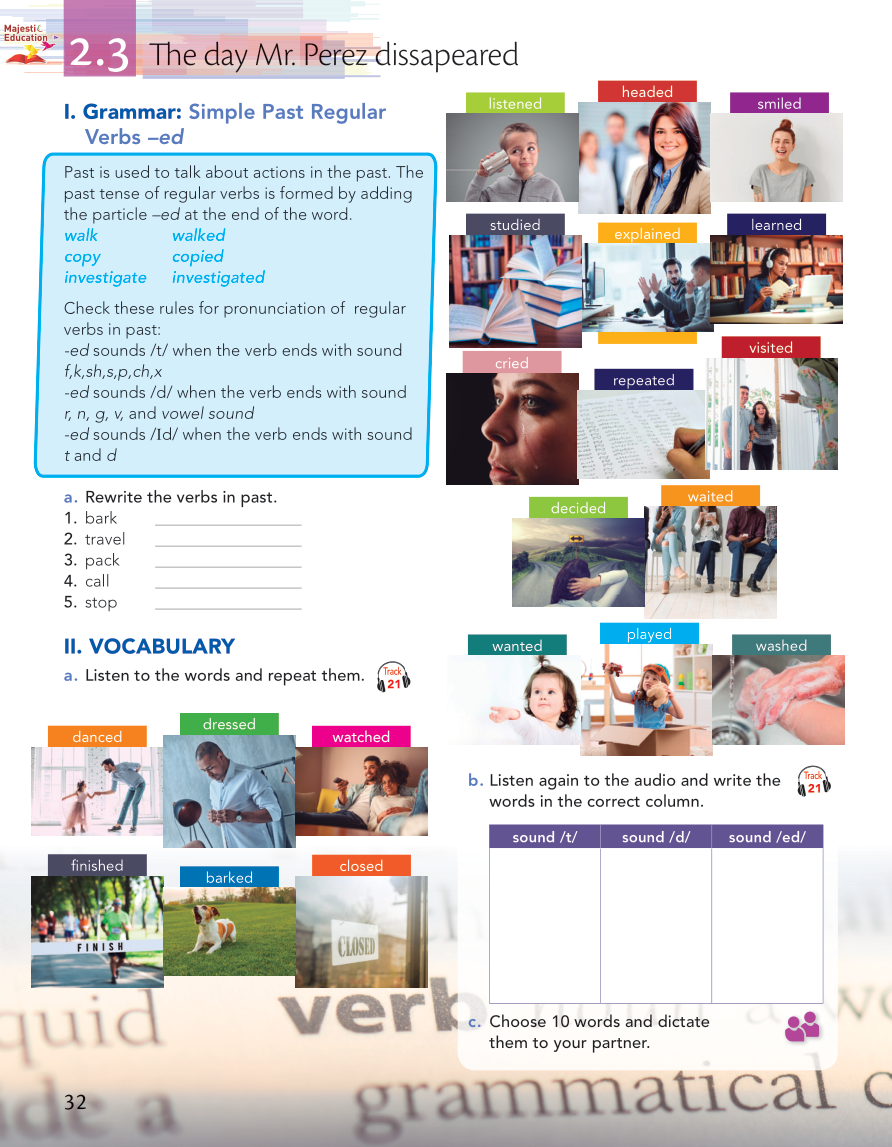 Majestic
Education
2.3 The day Mr. Perez dissapeared
I. Grammar: Simple Past Regular
Verbs –ed
Past is used to talk about actions in the past. The
past tense of regular verbs is formed by adding
the particle –ed at the end of the word.
walk walked
copy copied
investigate investigated
Check these rules for pronunciation of regular
verbs in past:
-ed sounds /t/ when the verb ends with sound
f,k,sh,s,p,ch,x
-ed sounds /d/ when the verb ends with sound
r, n, g, v, and vowel sound
-ed sounds /Id/ when the verb ends with sound
t and d
a. Rewrite the verbs in past.
1. bark
2. travel
3. pack
4. call
5. stop
II. VOCABULARY
a. Listen to the words and repeat them.
Track
21
danced
dressed
watched
finished
barked
closed
FINISH
CLOSED
listened
headed
smiled
studied
explained
learned
cried
repeated
visited
decided
waited
wanted
played
washed
b. Listen again to the audio and write the
words in the correct column.
Track
21
sound /t/ sound /d/ sound /ed/
c. Choose 10 words and dictate
them to your partner.
quid
verb noun
a
grammatical
32